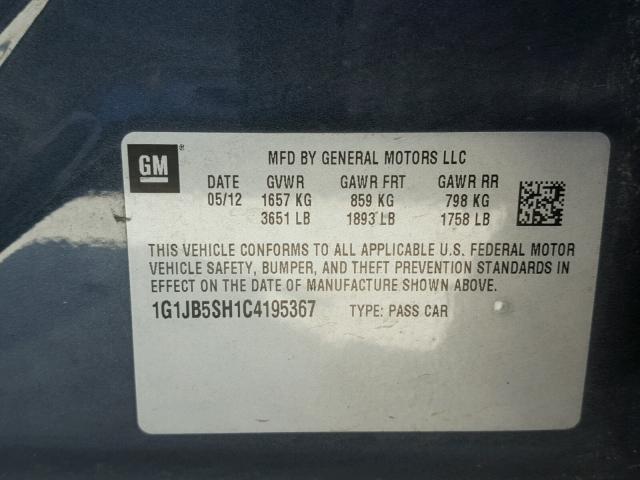 GM®
MFD BY GENERAL MOTORS LLC
DATE GVWR GAWR FRT GAWR RR
05/12 1657 KG 859 KG 798 KG
3651 LB 1893 LB 1758 LB
THIS VEHICLE CONFORMS TO ALL APPLICABLE U.S. FEDERAL MOTOR
VEHICLE SAFETY, BUMPER, AND THEFT PREVENTION STANDARDS IN
EFFECT ON THE DATE OF MANUFACTURE SHOWN ABOVE.
1G1JB5SH1C4195367 TYPE: PASS CAR